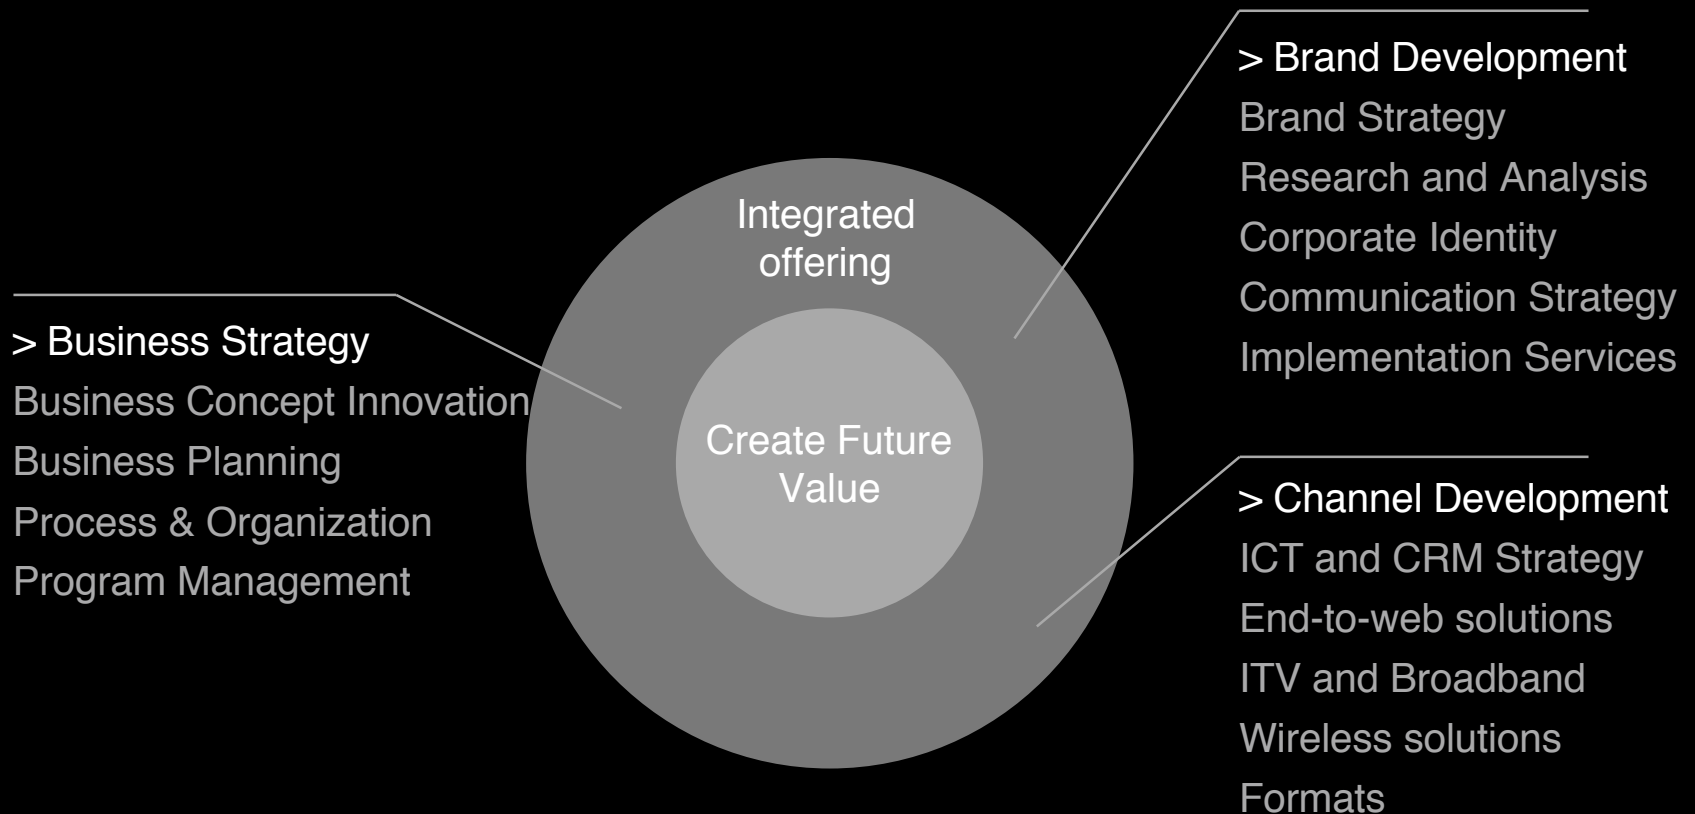 > Business Strategy
Business Concept Innovation
Business Planning
Process & Organization
Program Management
Integrated
offering
Create Future
Value
> Brand Development
Brand Strategy
Research and Analysis
Corporate Identity
Communication Strategy
Implementation Services
> Channel Development
ICT and CRM Strategy
End-to-web solutions
ITV and Broadband
Wireless solutions
Formats